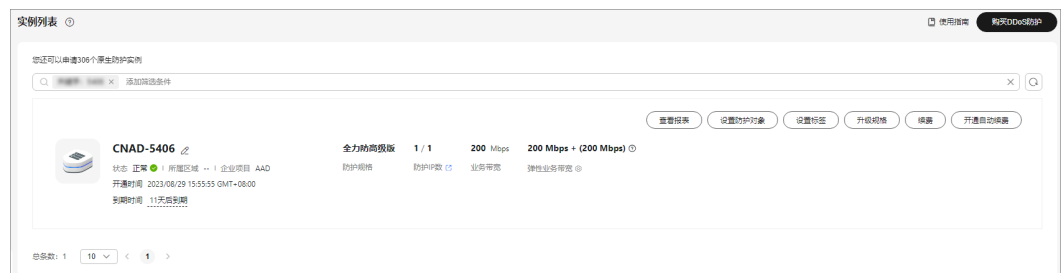 实例列表
使用指南 购买DDoS防护
您还可以申请306个原生防护实例
添加筛选条件
查看报表 设置防护对象 设置标签 升级规格 续费 开通自动续费
CNAD-5406 全力防高级版 1 / 1 200 Mbps 200 Mbps + (200 Mbps)
状态 正常 所属区域 -- 企业项目 AAD 防护规格 防护IP数 业务带宽 弹性业务带宽
开通时间 2023/08/29 15:55:55 GMT+08:00
到期时间 11天后到期
总条数: 1 10 < 1 >